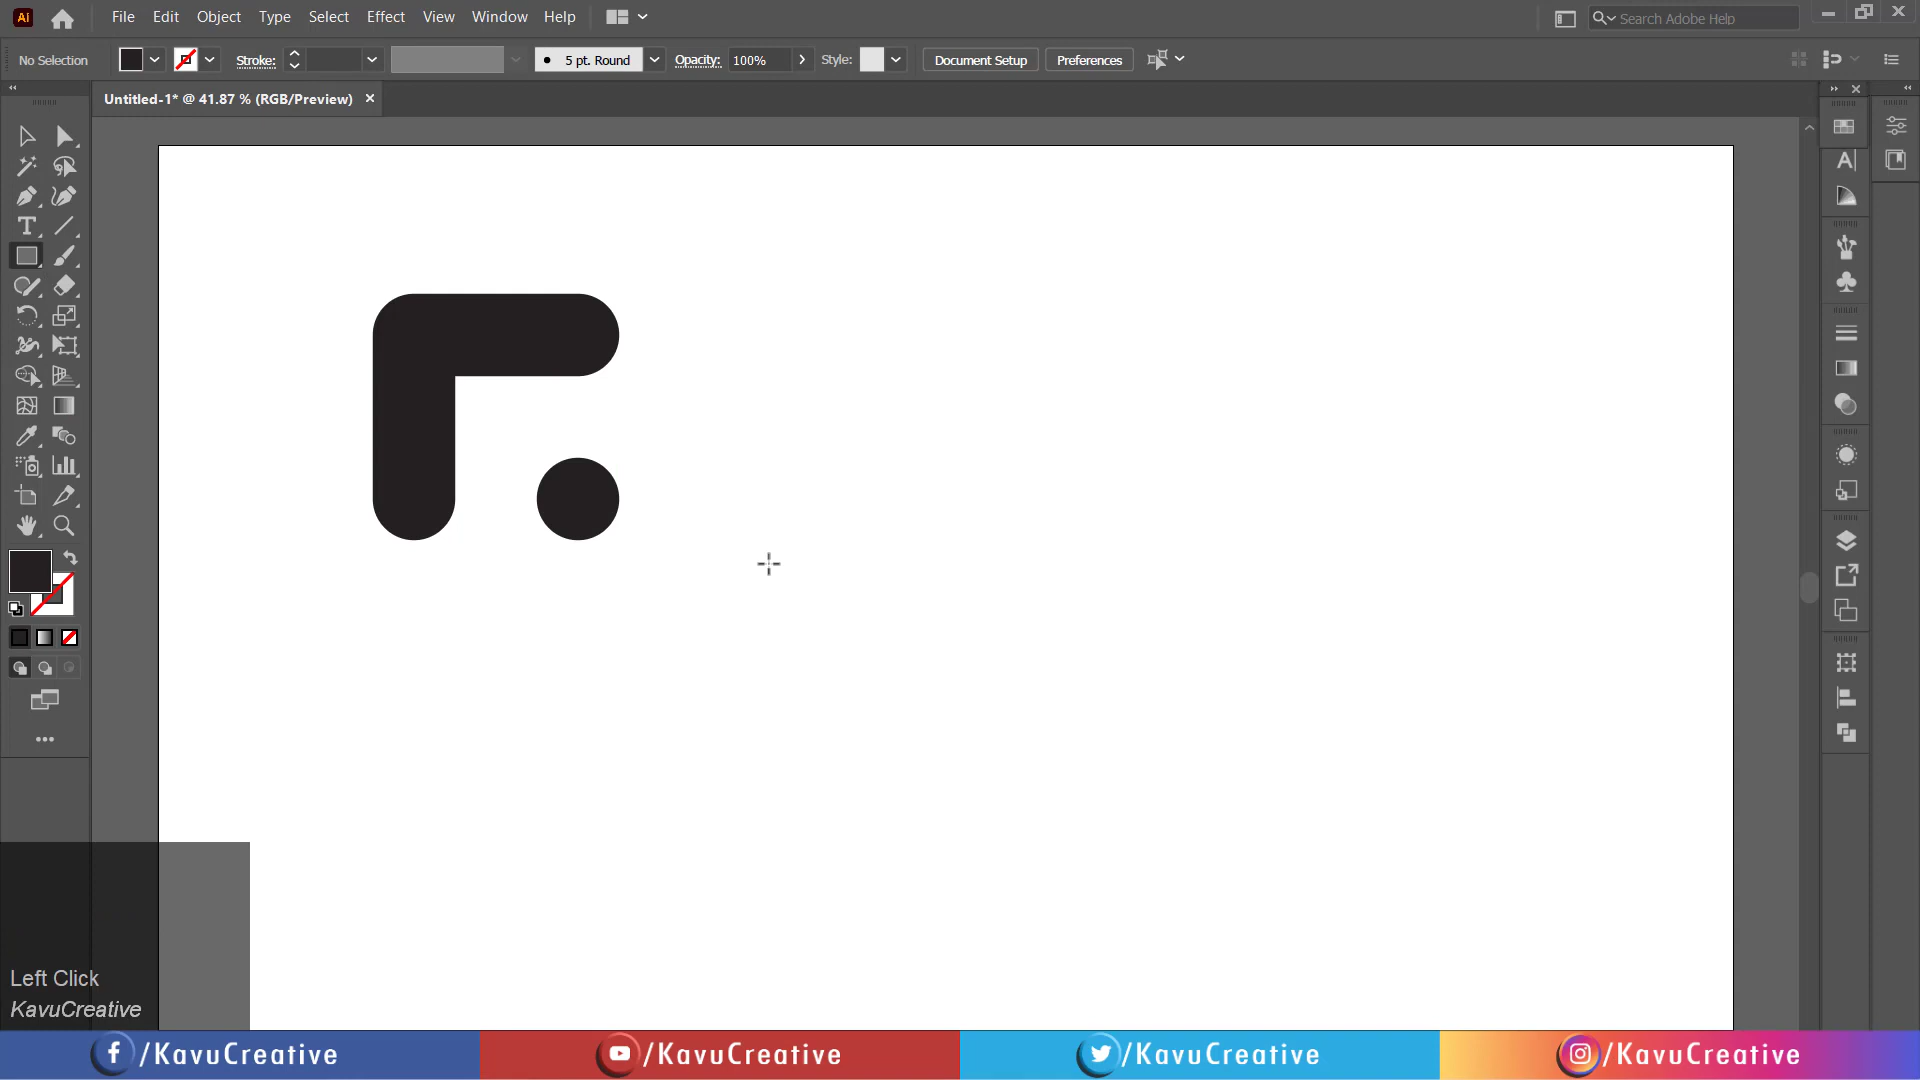 Ai File Edit Object Type Select Effect View Window Help Search Adobe Help
No Selection Stroke: 5 pt. Round Opacity: 100% Style: Document Setup Preferences
Untitled-1* @ 41.87 % (RGB/Preview)
Left Click
KavuCreative
/KavuCreative /KavuCreative /KavuCreative /KavuCreative